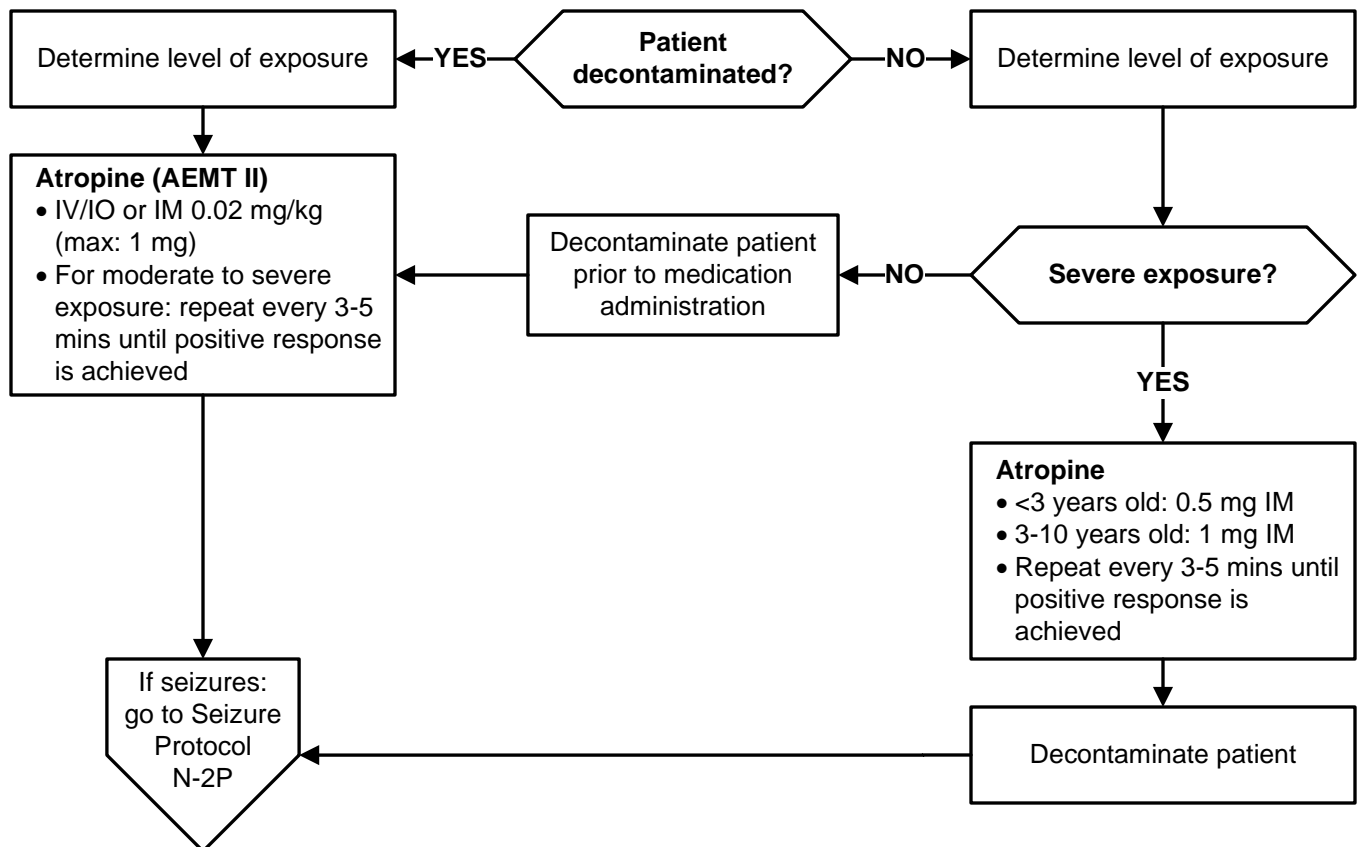 Determine level of exposure
YES
Patient
decontaminated?
NO
Determine level of exposure
Atropine (AEMT II)
• IV/IO or IM 0.02 mg/kg
(max: 1 mg)
• For moderate to severe
exposure: repeat every 3-5
mins until positive response
is achieved
Decontaminate patient
prior to medication
administration
NO
Severe exposure?
YES
Atropine
• <3 years old: 0.5 mg IM
• 3-10 years old: 1 mg IM
• Repeat every 3-5 mins until
positive response is
achieved
If seizures:
go to Seizure
Protocol
N-2P
Decontaminate patient